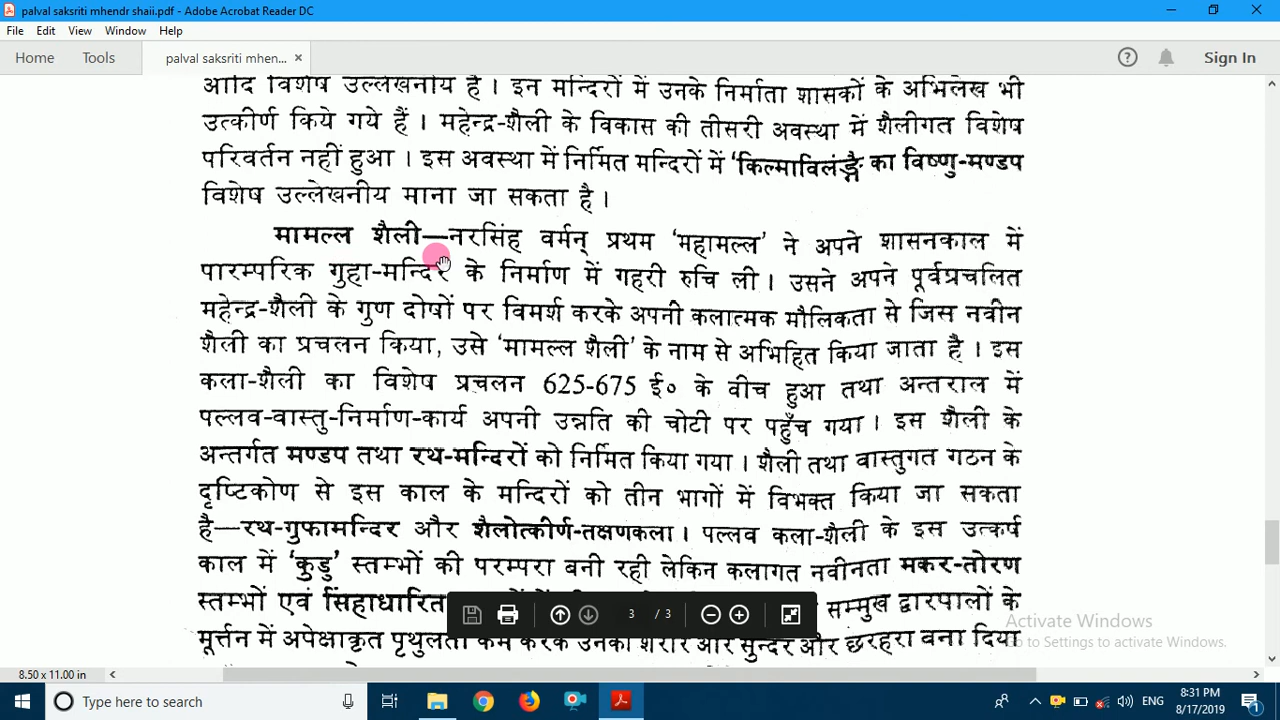 palval saksriti mhendr shaii.pdf - Adobe Acrobat Reader DC
File Edit View Window Help
Home Tools palval saksriti mhen... × Sign In
आदि विशेष उल्लेखनीय है। इन मन्दिरों में उनके निर्माता शासकों के अभिलेख भी
उत्कीर्ण किये गये हैं। महेन्द्र-शैली के विकास की तीसरी अवस्था में शैलीगत विशेष
परिवर्तन नहीं हुआ। इस अवस्था में निर्मित मन्दिरों में 'किल्माविलंङ्गै का विष्णु-मण्डप
विशेष उल्लेखनीय माना जा सकता है।
मामल्ल शैली—नरसिंह वर्मन् प्रथम 'महामल्ल' ने अपने शासनकाल में
पारम्परिक गुहा-मन्दिर के निर्माण में गहरी रुचि ली। उसने अपने पूर्वप्रचलित
महेन्द्र-शैली के गुण दोषों पर विमर्श करके अपनी कलात्मक मौलिकता से जिस नवीन
शैली का प्रचलन किया, उसे 'मामल्ल शैली' के नाम से अभिहित किया जाता है। इस
कला-शैली का विशेष प्रचलन 625-675 ई० के वीच हुआ तथा अन्तराल में
पल्लव-वास्तु-निर्माण-कार्य अपनी उन्नति की चोटी पर पहुँच गया। इस शैली के
अन्तर्गत मण्डप तथा रथ-मन्दिरों को निर्मित किया गया। शैली तथा वास्तुगत गठन के
दृष्टिकोण से इस काल के मन्दिरों को तीन भागों में विभक्त किया जा सकता
है—रथ-गुफामन्दिर और शैलोत्कीर्ण-तक्षणकला। पल्लव कला-शैली के इस उत्कर्ष
काल में 'कुडु' स्तम्भों की परम्परा बनी रही लेकिन कलागत नवीनता मकर-तोरण
स्तम्भों एवं सिंहाधारित सम्मुख द्वारपालों के
मूर्त्तन में अपेक्षाकृत पृथुलता कम करके उनका शरीर और सुन्दर और छरहरा बना दिया
3 / 3
Activate Windows
Go to Settings to activate Windows.
8.50 x 11.00 in
Type here to search
ENG
8:31 PM
8/17/2019
1